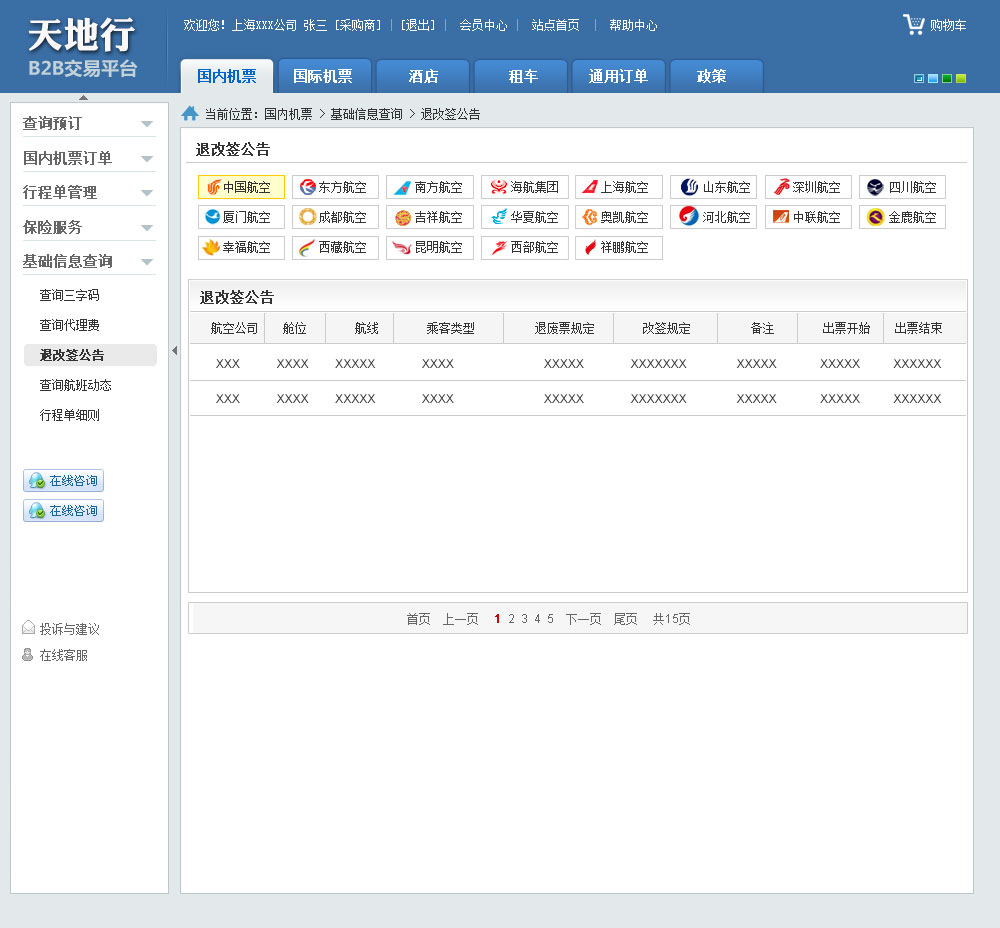 天地行
B2B交易平台
欢迎您！上海XXX公司 张三 [采购商] | [退出] | 会员中心 | 站点首页 | 帮助中心
购物车
国内机票 国际机票 酒店 租车 通用订单 政策
当前位置：国内机票 > 基础信息查询 > 退改签公告
查询预订
国内机票订单
行程单管理
保险服务
基础信息查询
查询三字码
查询代理费
退改签公告
查询航班动态
行程单细则
在线咨询
在线咨询
投诉与建议
在线客服
退改签公告
中国航空 东方航空 南方航空 海航集团 上海航空 山东航空 深圳航空 四川航空
厦门航空 成都航空 吉祥航空 华夏航空 奥凯航空 河北航空 中联航空 金鹿航空
幸福航空 西藏航空 昆明航空 西部航空 祥鹏航空
退改签公告
航空公司 舱位 航线 乘客类型 退废票规定 改签规定 备注 出票开始 出票结束
XXX XXXX XXXXX XXXX XXXXX XXXXXXX XXXXX XXXXX XXXXXX
XXX XXXX XXXXX XXXX XXXXX XXXXXXX XXXXX XXXXX XXXXXX
首页 上一页 1 2 3 4 5 下一页 尾页 共15页